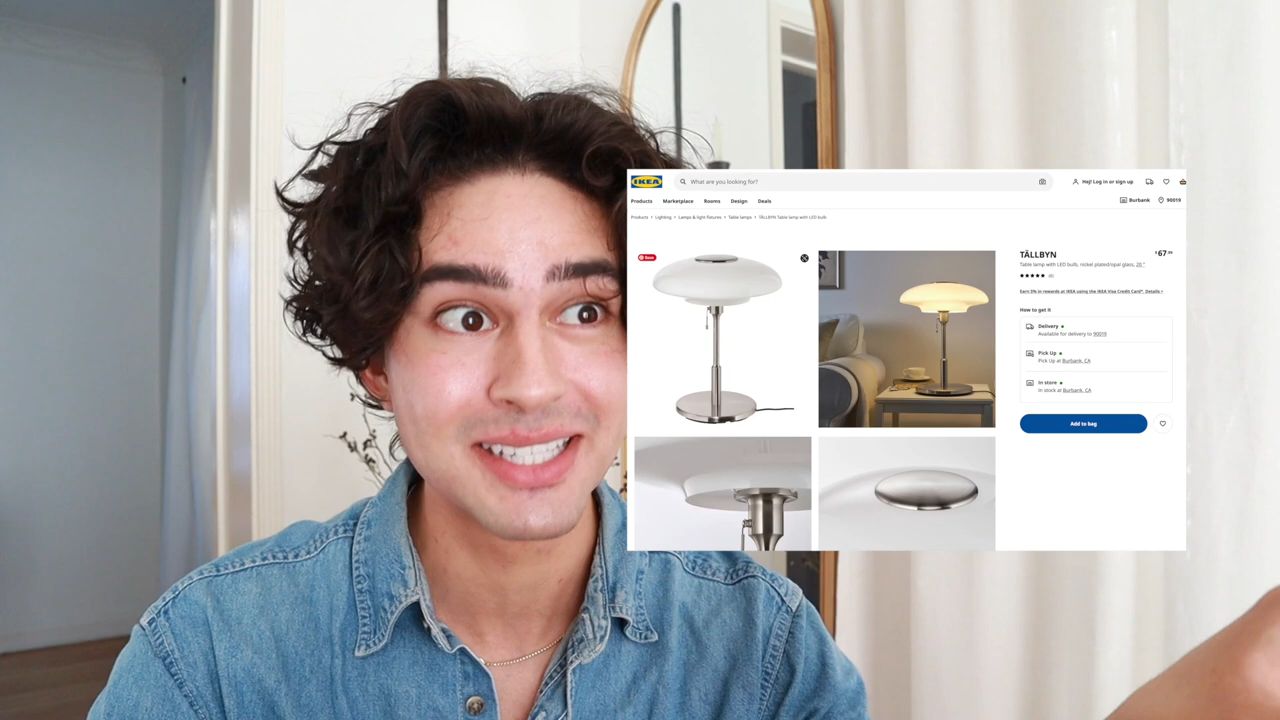 IKEA
What are you looking for?
Hej! Log in or sign up
Products Marketplace Rooms Design Deals
Burbank 90019
Products > Lighting > Lamps & light fixtures > Table lamps > TÄLLBYN Table lamp with LED bulb
Save
TÄLLBYN
$67.99
Table lamp with LED bulb, nickel plated/opal glass, 20 "
(8)
Earn 5% in rewards at IKEA using the IKEA Visa Credit Card*. Details >
How to get it
Delivery
Available for delivery to 90019
Pick Up
Pick Up at Burbank, CA
In store
In stock at Burbank, CA
Add to bag